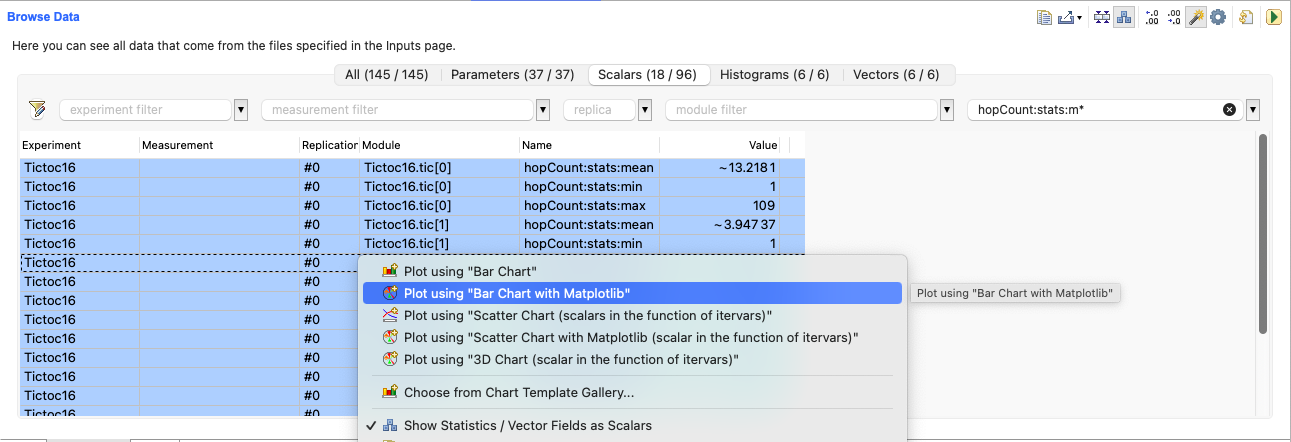 Browse Data
Here you can see all data that come from the files specified in the Inputs page.
All (145 / 145) Parameters (37 / 37) Scalars (18 / 96) Histograms (6 / 6) Vectors (6 / 6)
experiment filter measurement filter replica module filter hopCount:stats:m*
Experiment Measurement Replication Module Name Value
Tictoc16 #0 Tictoc16.tic[0] hopCount:stats:mean ~13.218 1
Tictoc16 #0 Tictoc16.tic[0] hopCount:stats:min 1
Tictoc16 #0 Tictoc16.tic[0] hopCount:stats:max 109
Tictoc16 #0 Tictoc16.tic[1] hopCount:stats:mean ~3.947 37
Tictoc16 #0 Tictoc16.tic[1] hopCount:stats:min 1
Tictoc16 #0
Tictoc16 #0
Tictoc16 #0
Tictoc16 #0
Tictoc16 #0
Tictoc16 #0
Tictoc16 #0
Tictoc16 #0
Tictoc16 #0
Plot using "Bar Chart"
Plot using "Bar Chart with Matplotlib"
Plot using "Scatter Chart (scalars in the function of itervars)"
Plot using "Scatter Chart with Matplotlib (scalar in the function of itervars)"
Plot using "3D Chart (scalar in the function of itervars)"
Choose from Chart Template Gallery...
✓ Show Statistics / Vector Fields as Scalars
Plot using "Bar Chart with Matplotlib"